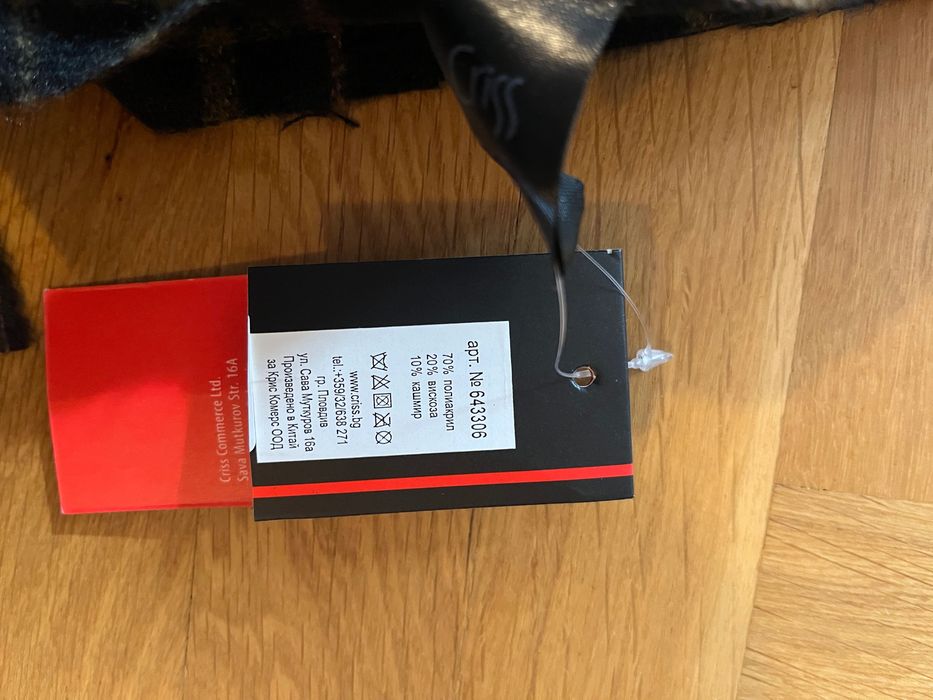 Criss
арт. № 643306
70% полиакрил
20% вискоза
10% кашмир
www.criss.bg
tel.:+359/32/638 271
гр. Пловдив
ул. Сава Муткуров 16а
Произведено в Китай
за Крис Комерс ООД
Criss Commerce Ltd.
Sava Mutkurov Str. 16A